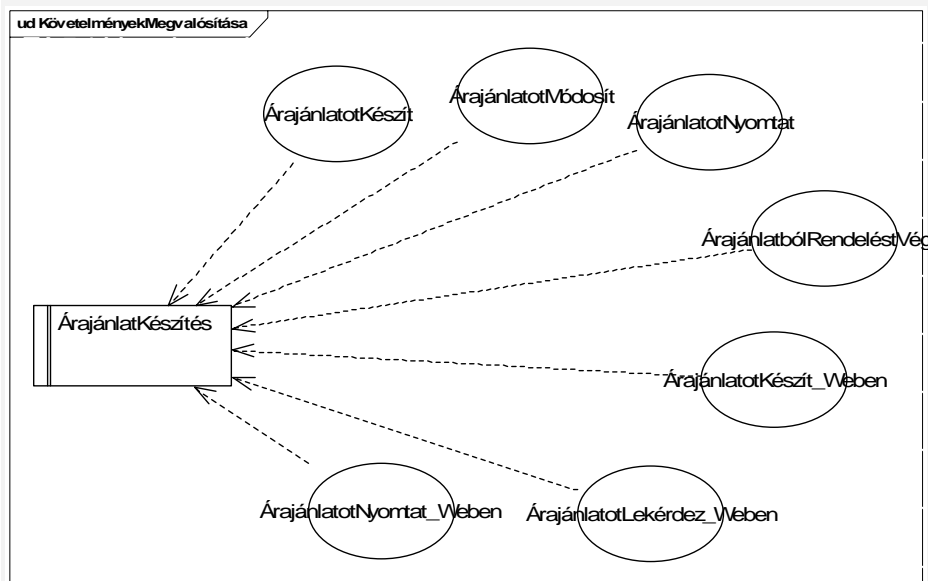 ud KövetelményekMegvalósítása
ÁrajánlatotKészít
ÁrajánlatotMódosít
ÁrajánlatotNyomtat
ÁrajánlatbólRendeléstVég
ÁrajánlatKészítés
ÁrajánlatotKészít_Weben
ÁrajánlatotNyomtat_Weben
ÁrajánlatotLekérdez_Weben